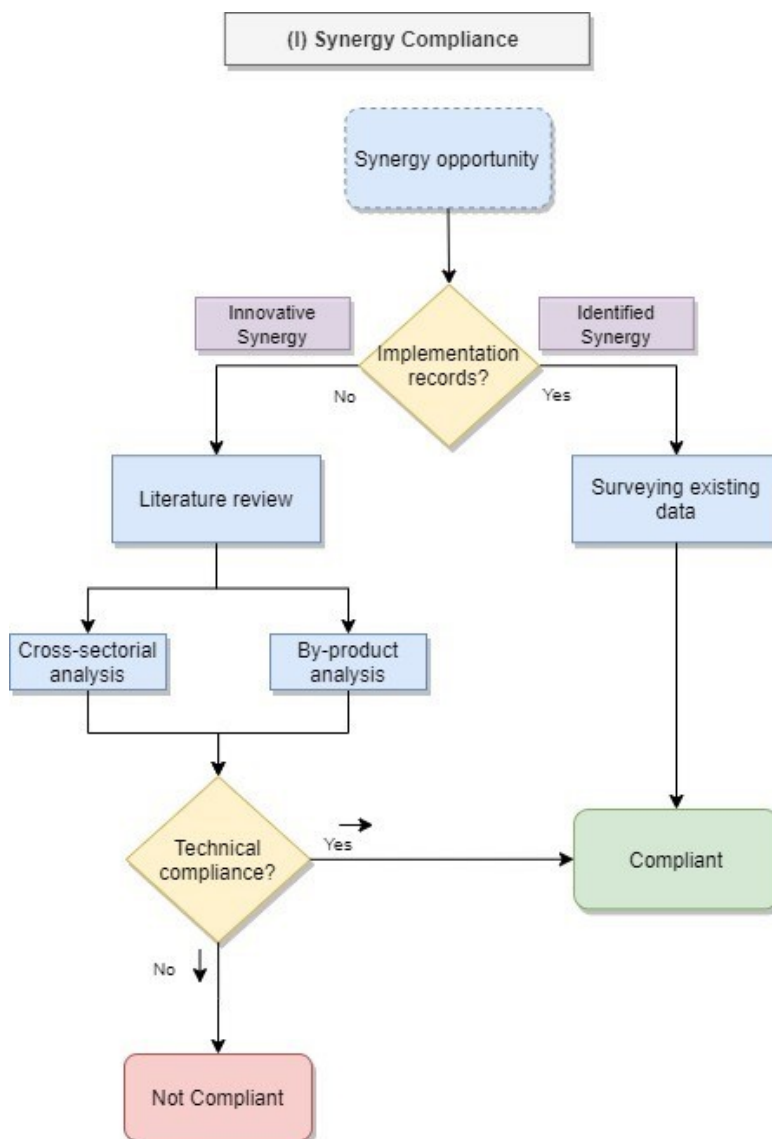 (I) Synergy Compliance
Synergy opportunity
Innovative
Synergy
Identified
Synergy
Implementation
records?
No
Yes
Literature review
Surveying existing
data
Cross-sectorial
analysis
By-product
analysis
Technical
compliance?
Yes
Compliant
No
Not Compliant